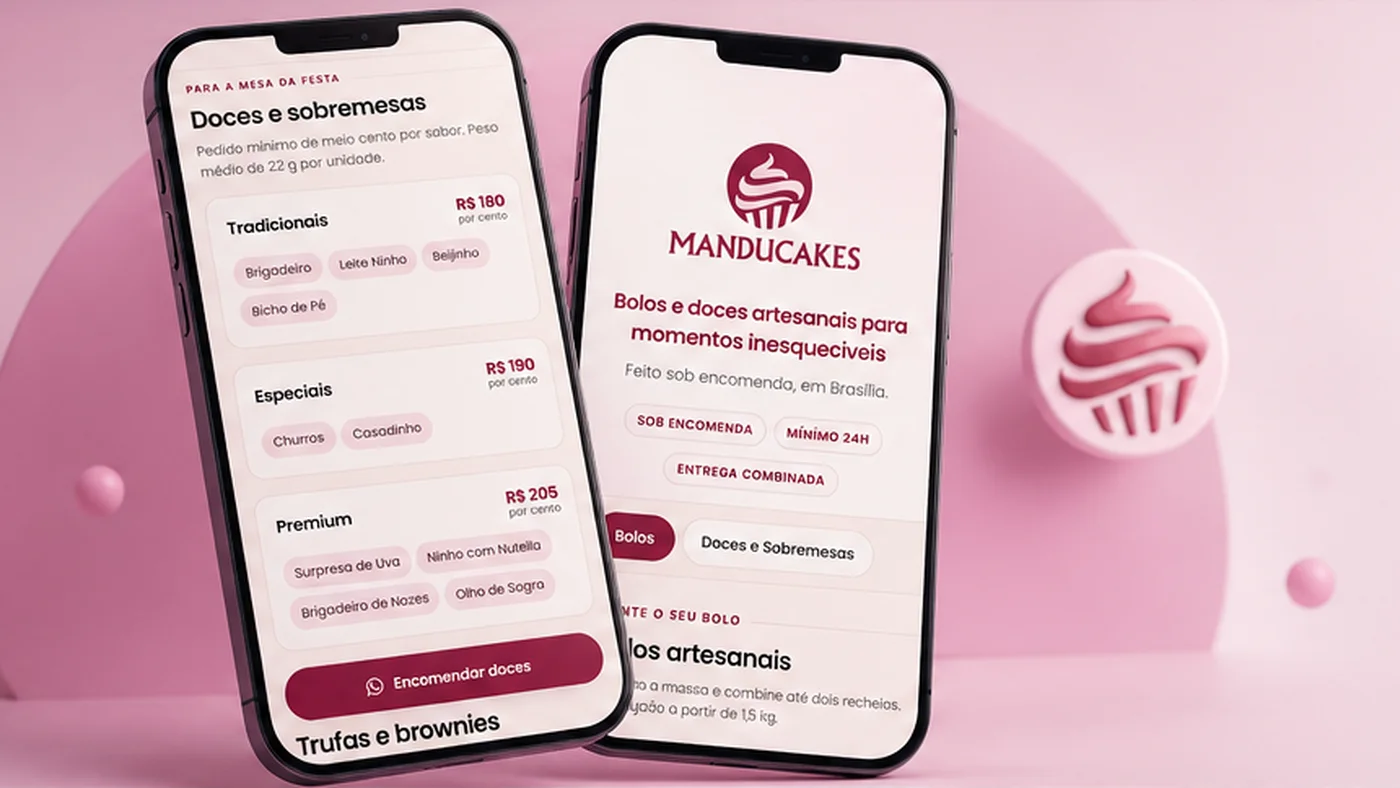 PARA A MESA DA FESTA
Doces e sobremesas
Pedido mínimo de meio cento por sabor. Peso
médio de 22 g por unidade.
Tradicionais
R$ 180
por cento
Brigadeiro
Leite Ninho
Beijinho
Bicho de Pé
Especiais
R$ 190
por cento
Churros
Casadinho
Premium
R$ 205
por cento
Surpresa de Uva
Ninho com Nutella
Brigadeiro de Nozes
Olho de Sogra
Encomendar doces
Trufas e brownies
MANDUCAKES
Bolos e doces artesanais para
momentos inesqueciveis
Feito sob encomenda, em Brasília.
SOB ENCOMENDA
MÍNIMO 24H
ENTREGA COMBINADA
Bolos
Doces e Sobremesas
NTE O SEU BOLO
los artesanais
a massa e combine até dois recheios.
a partir de 1,5 kg.